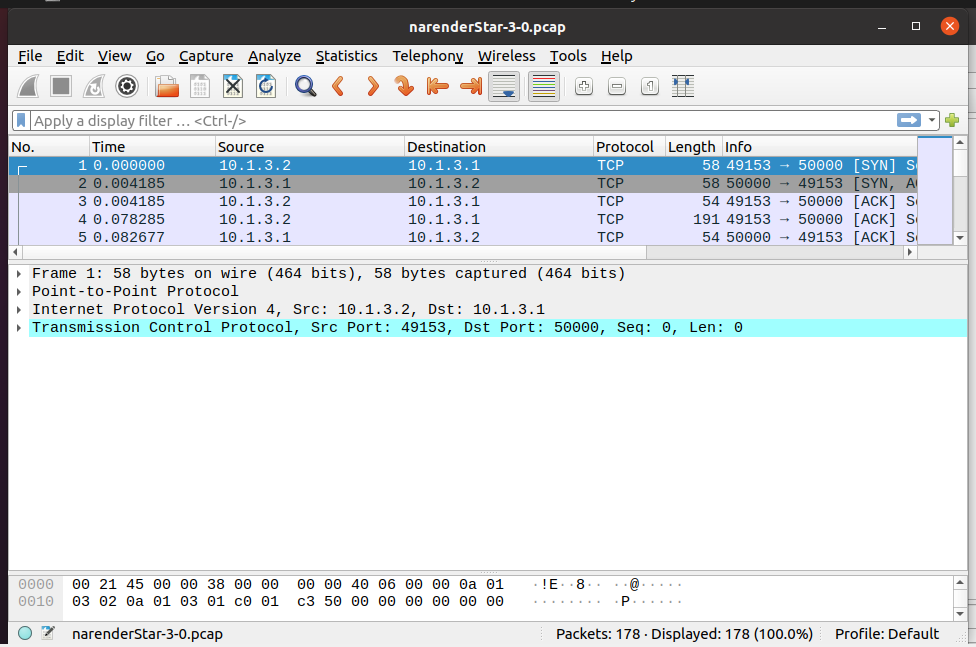 narenderStar-3-0.pcap
File Edit View Go Capture Analyze Statistics Telephony Wireless Tools Help
Apply a display filter … <Ctrl-/>
No. Time Source Destination Protocol Length Info
1 0.000000 10.1.3.2 10.1.3.1 TCP 58 49153 → 50000 [SYN] S
2 0.004185 10.1.3.1 10.1.3.2 TCP 58 50000 → 49153 [SYN, A
3 0.004185 10.1.3.2 10.1.3.1 TCP 54 49153 → 50000 [ACK] S
4 0.078285 10.1.3.2 10.1.3.1 TCP 191 49153 → 50000 [ACK] S
5 0.082677 10.1.3.1 10.1.3.2 TCP 54 50000 → 49153 [ACK] S
Frame 1: 58 bytes on wire (464 bits), 58 bytes captured (464 bits)
Point-to-Point Protocol
Internet Protocol Version 4, Src: 10.1.3.2, Dst: 10.1.3.1
Transmission Control Protocol, Src Port: 49153, Dst Port: 50000, Seq: 0, Len: 0
0000 00 21 45 00 00 38 00 00 00 00 40 06 00 00 0a 01 ·!E··8·· ··@·····
0010 03 02 0a 01 03 01 c0 01 c3 50 00 00 00 00 00 00 ········ ·P······
narenderStar-3-0.pcap Packets: 178 · Displayed: 178 (100.0%) Profile: Default